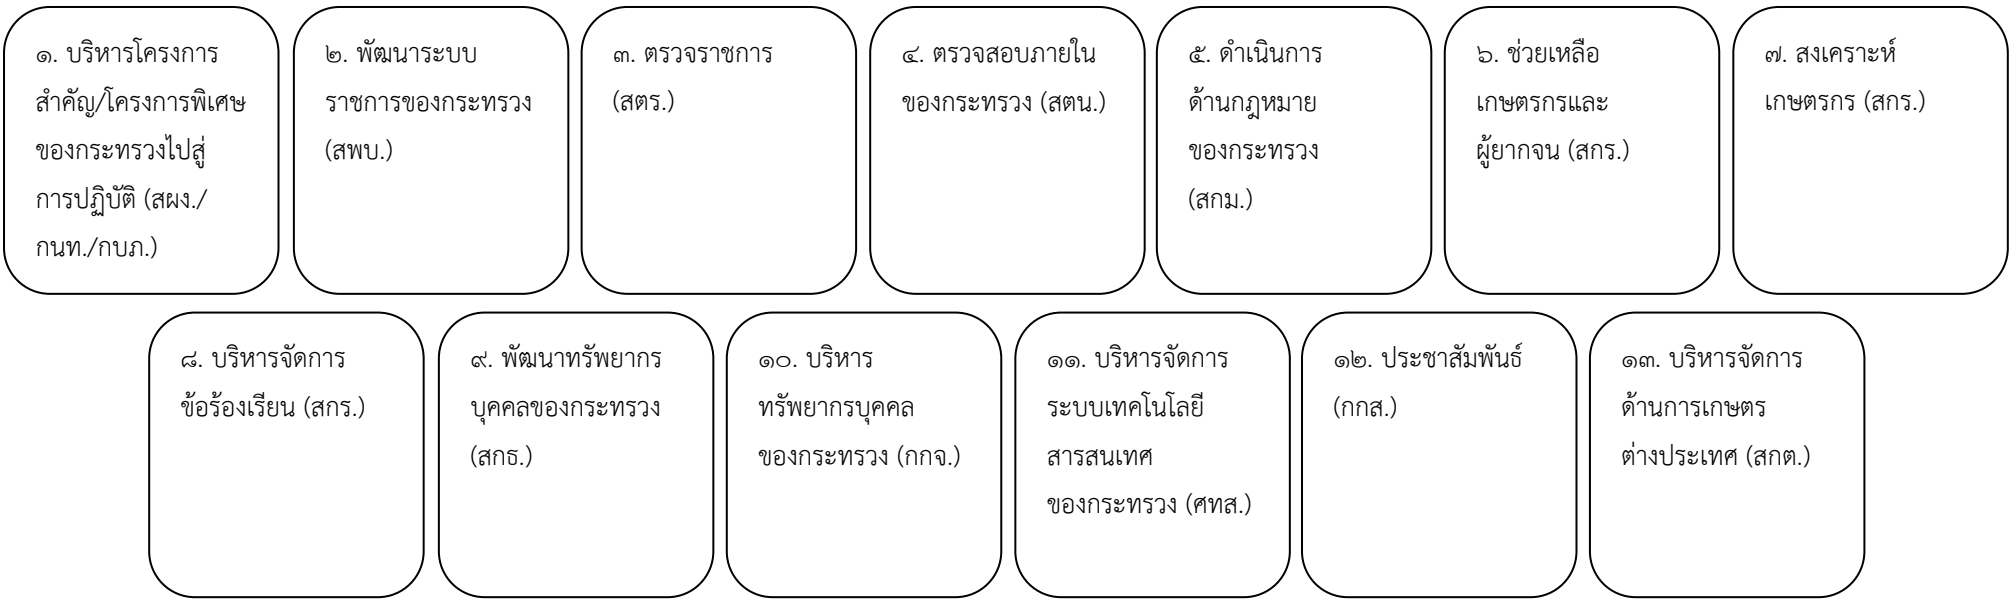 ๑. บริหารโครงการ
สำคัญ/โครงการพิเศษ
ของกระทรวงไปสู่
การปฏิบัติ (สผง./
กนท./กบภ.)
๒. พัฒนาระบบ
ราชการของกระทรวง
(สพบ.)
๓. ตรวจราชการ
(สตร.)
๔. ตรวจสอบภายใน
ของกระทรวง (สตน.)
๕. ดำเนินการ
ด้านกฎหมาย
ของกระทรวง
(สกม.)
๖. ช่วยเหลือ
เกษตรกรและ
ผู้ยากจน (สกร.)
๗. สงเคราะห์
เกษตรกร (สกร.)
๘. บริหารจัดการ
ข้อร้องเรียน (สกร.)
๙. พัฒนาทรัพยากร
บุคคลของกระทรวง
(สกธ.)
๑๐. บริหาร
ทรัพยากรบุคคล
ของกระทรวง (กกจ.)
๑๑. บริหารจัดการ
ระบบเทคโนโลยี
สารสนเทศ
ของกระทรวง (ศทส.)
๑๒. ประชาสัมพันธ์
(กกส.)
๑๓. บริหารจัดการ
ด้านการเกษตร
ต่างประเทศ (สกต.)